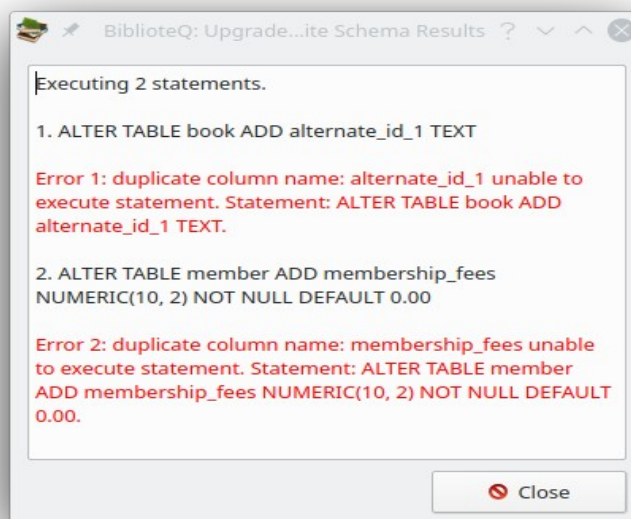 BiblioteQ: Upgrade...ite Schema Results
Executing 2 statements.
1. ALTER TABLE book ADD alternate_id_1 TEXT
Error 1: duplicate column name: alternate_id_1 unable to
execute statement. Statement: ALTER TABLE book ADD
alternate_id_1 TEXT.
2. ALTER TABLE member ADD membership_fees
NUMERIC(10, 2) NOT NULL DEFAULT 0.00
Error 2: duplicate column name: membership_fees unable
to execute statement. Statement: ALTER TABLE member
ADD membership_fees NUMERIC(10, 2) NOT NULL DEFAULT
0.00.
Close